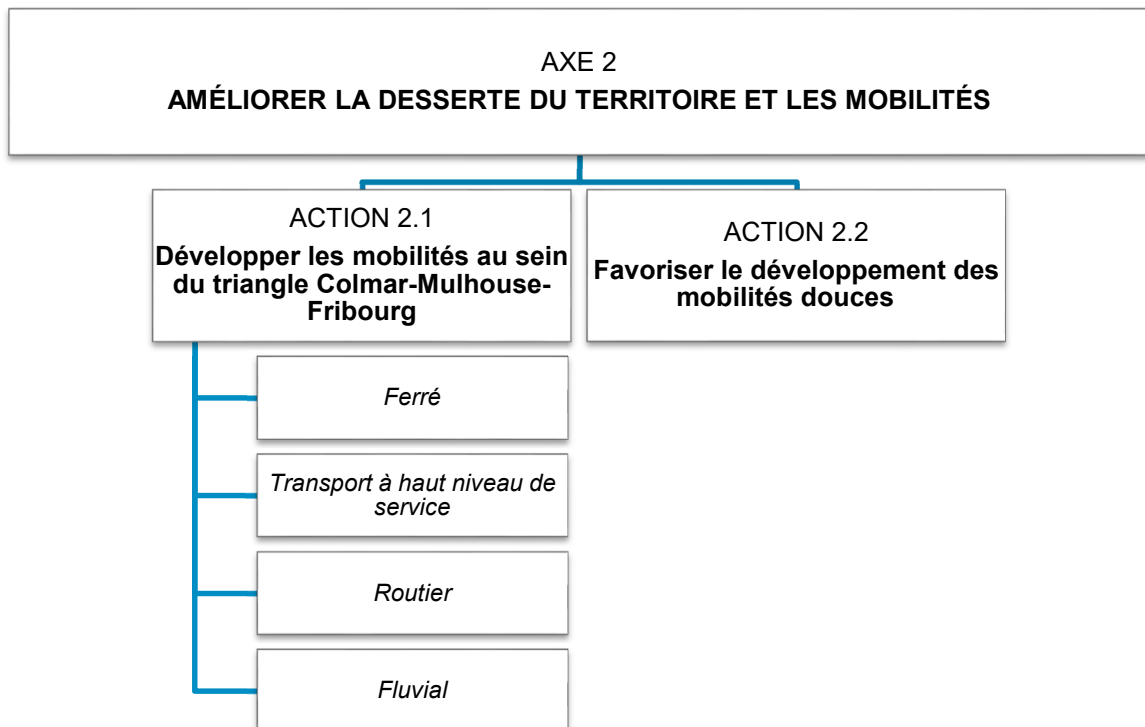 AXE 2
AMÉLIORER LA DESSERTE DU TERRITOIRE ET LES MOBILITÉS
ACTION 2.1
Développer les mobilités au sein
du triangle Colmar-Mulhouse-
Fribourg
ACTION 2.2
Favoriser le développement des
mobilités douces
Ferré
Transport à haut niveau de
service
Routier
Fluvial